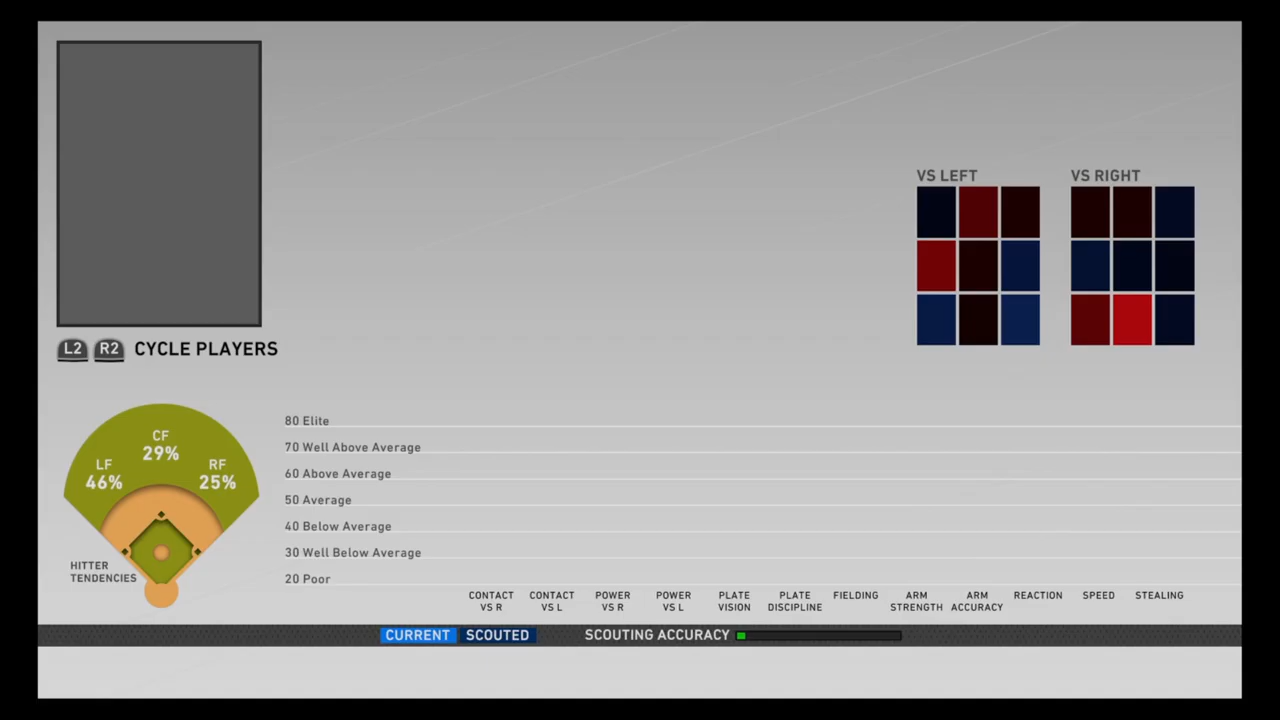 VS LEFT
VS RIGHT
L2 R2 CYCLE PLAYERS
CF
29%
LF
46%
RF
25%
HITTER
TENDENCIES
80 Elite
70 Well Above Average
60 Above Average
50 Average
40 Below Average
30 Well Below Average
20 Poor
CONTACT
VS R
CONTACT
VS L
POWER
VS R
POWER
VS L
PLATE
VISION
PLATE
DISCIPLINE
FIELDING
ARM
STRENGTH
ARM
ACCURACY
REACTION
SPEED
STEALING
CURRENT SCOUTED SCOUTING ACCURACY